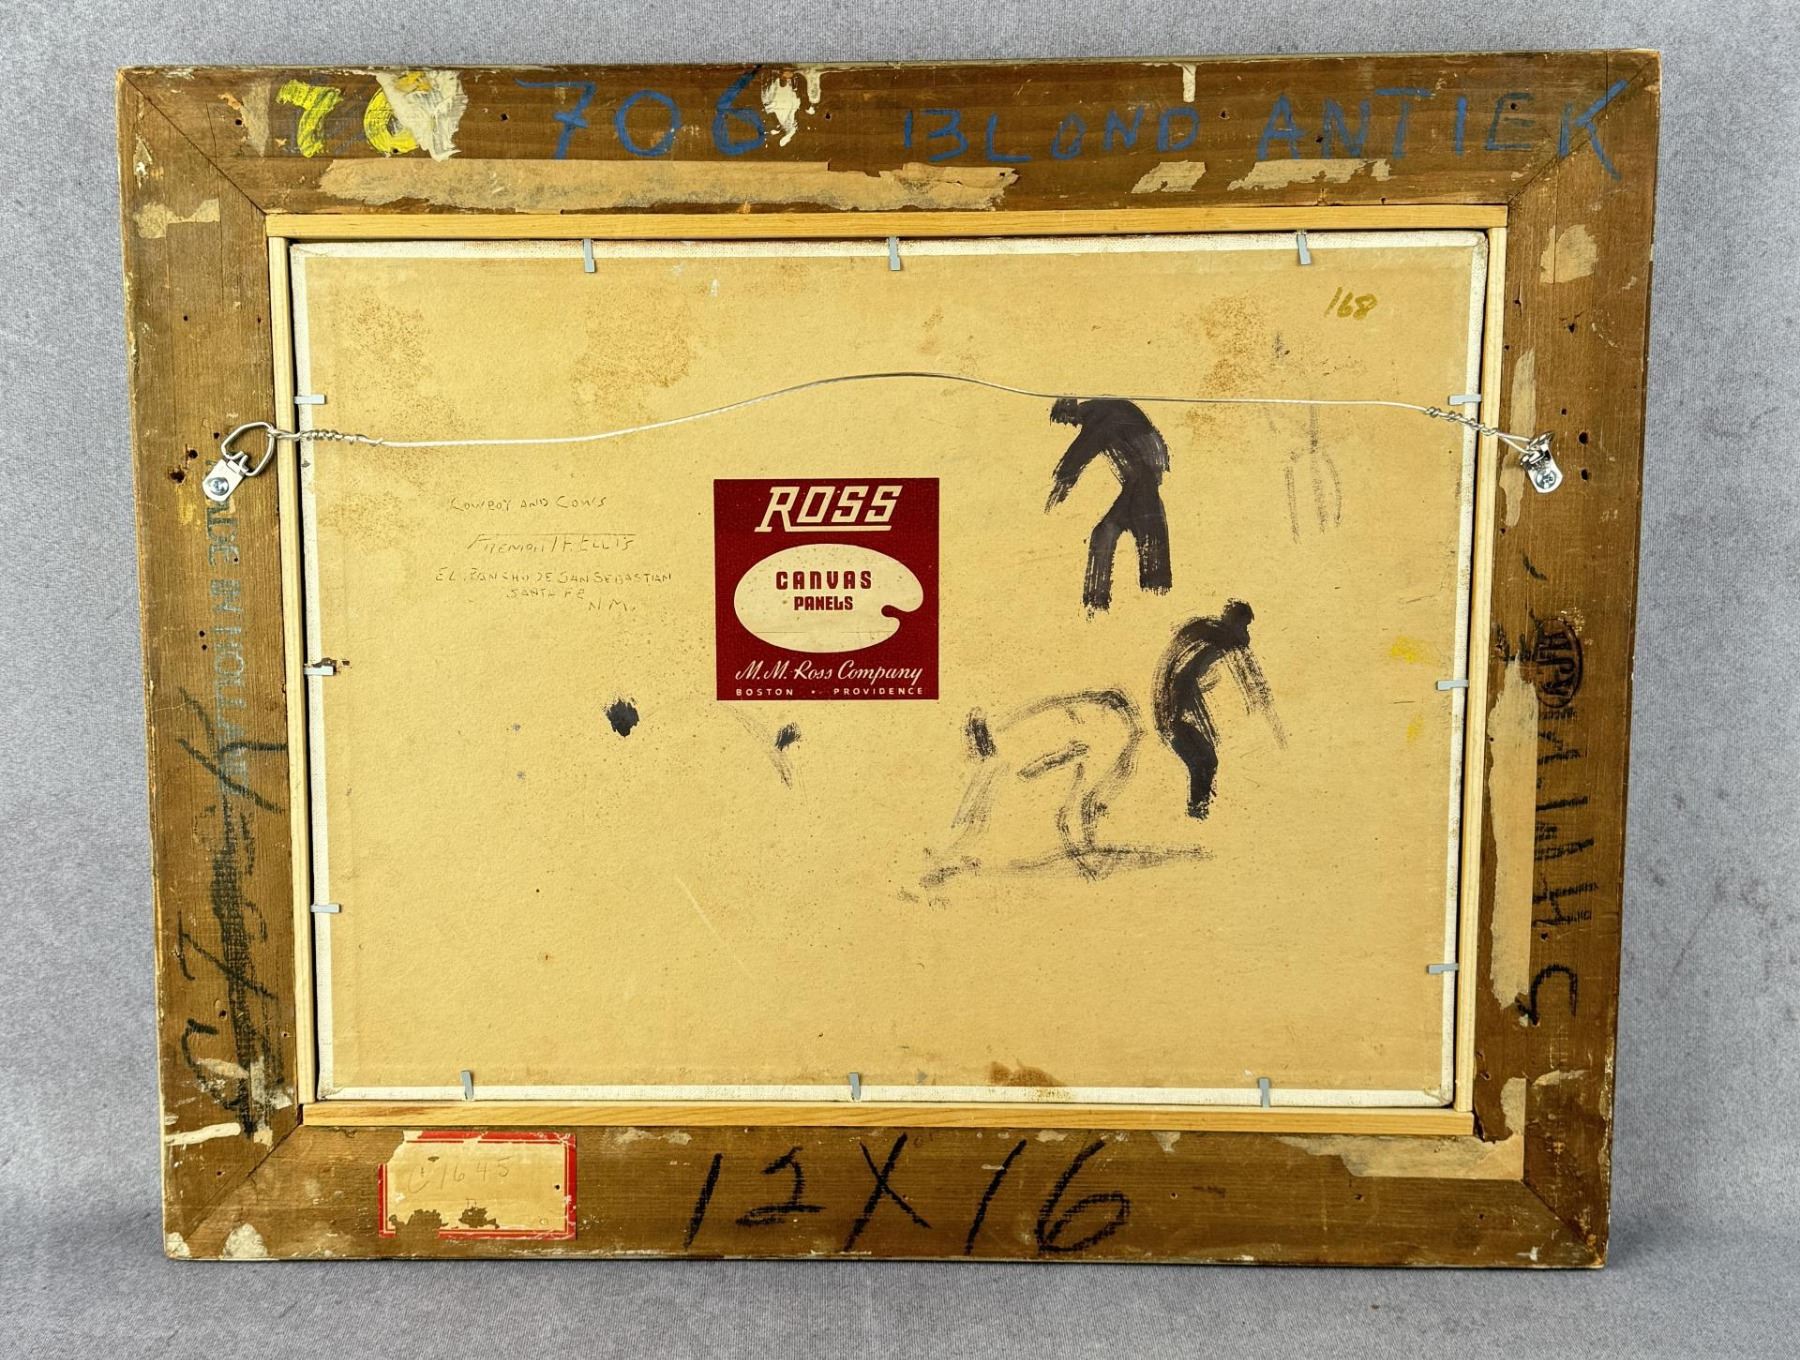 70 706 BLOND ANTIEK
168
ROSS
CANVAS
PANELS
M. M. Ross Company
BOSTON • PROVIDENCE
COWBOY AND COWS
FREMONT F. ELLIS
EL RANCHO DE SAN SEBASTIAN
SANTA FE
N.M.
MADE IN HOLLAND
C1645
12X16